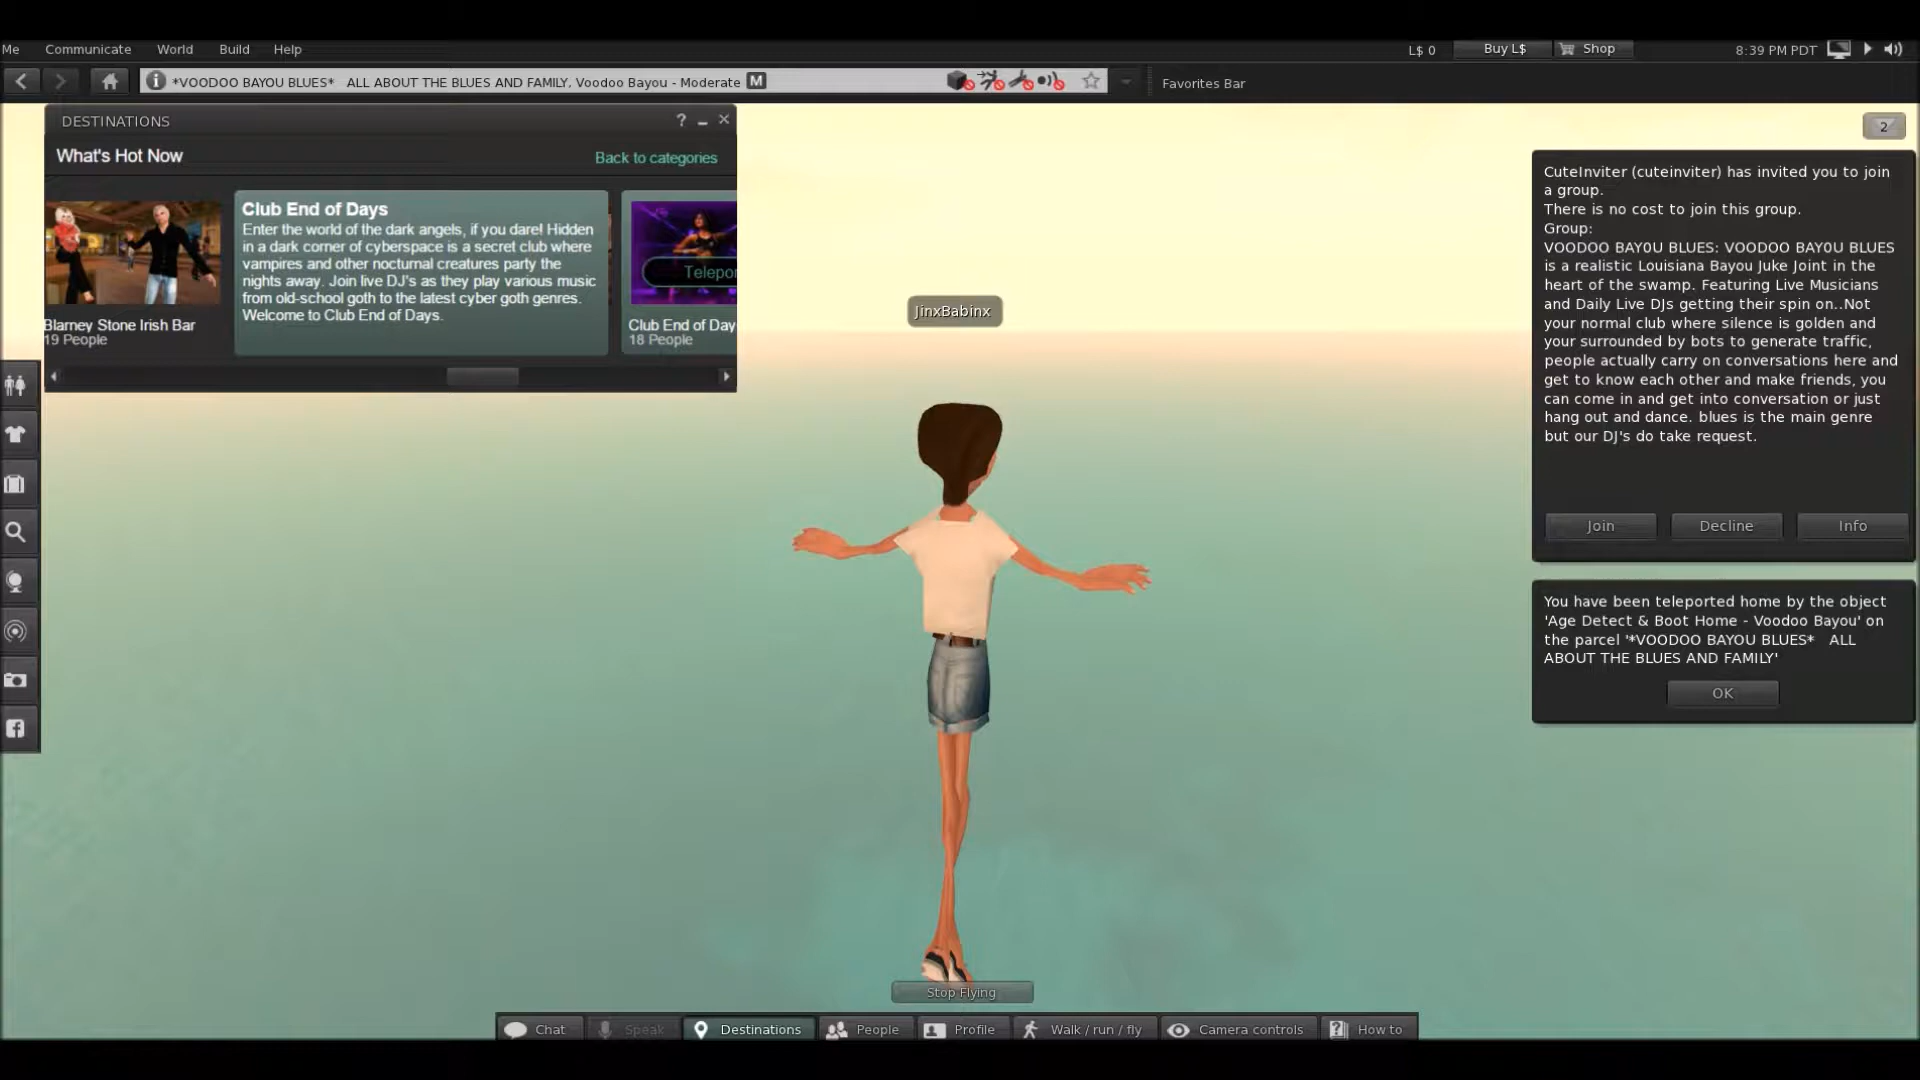 Me Communicate World Build Help
L$ 0 Buy L$ Shop 8:39 PM PDT
*VOODOO BAYOU BLUES*   ALL ABOUT THE BLUES AND FAMILY, Voodoo Bayou - Moderate M
Favorites Bar
DESTINATIONS
? _ ×
What's Hot Now
Back to categories
Blarney Stone Irish Bar
19 People
Club End of Days
Enter the world of the dark angels, if you dare! Hidden
in a dark corner of cyberspace is a secret club where
vampires and other nocturnal creatures party the
nights away. Join live DJ's as they play various music
from old-school goth to the latest cyber goth genres.
Welcome to Club End of Days.
Telepor
Club End of Day
18 People
JinxBabinx
2
CuteInviter (cuteinviter) has invited you to join
a group.
There is no cost to join this group.
Group:
VOODOO BAY0U BLUES: VOODOO BAY0U BLUES
is a realistic Louisiana Bayou Juke Joint in the
heart of the swamp. Featuring Live Musicians
and Daily Live DJs getting their spin on..Not
your normal club where silence is golden and
your surrounded by bots to generate traffic,
people actually carry on conversations here and
get to know each other and make friends, you
can come in and get into conversation or just
hang out and dance. blues is the main genre
but our DJ's do take request.
Join Decline Info
You have been teleported home by the object
'Age Detect & Boot Home - Voodoo Bayou' on
the parcel '*VOODOO BAYOU BLUES*   ALL
ABOUT THE BLUES AND FAMILY'
OK
Stop Flying
Chat Speak Destinations People Profile Walk / run / fly Camera controls How to